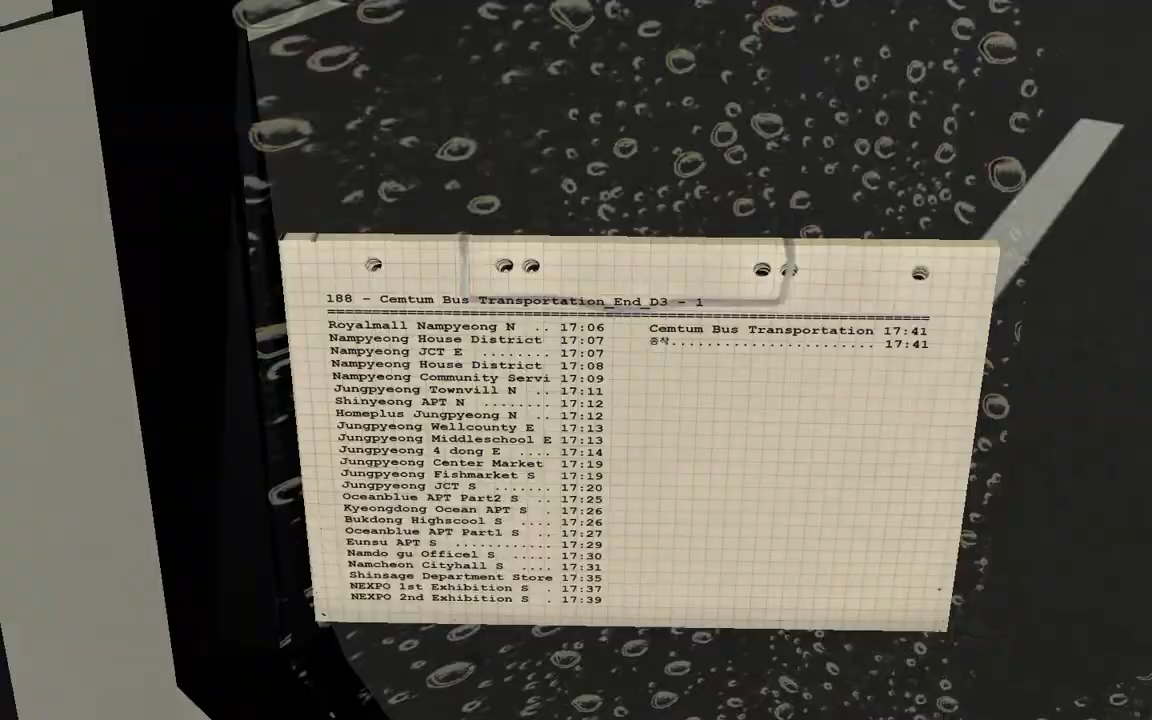 188 - Cemtum Bus Transportation_End_D3 - 1
================================================================
Royalmall Nampyeong N .. 17:06
Nampyeong House District 17:07
Nampyeong JCT E ........ 17:07
Nampyeong House District 17:08
Nampyeong Community Servi 17:09
Jungpyeong Townvill N .. 17:11
Shinyeong APT N ........ 17:12
Homeplus Jungpyeong N .. 17:12
Jungpyeong Wellcounty E 17:13
Jungpyeong Middleschool E 17:13
Jungpyeong 4 dong E .... 17:14
Jungpyeong Center Market 17:19
Jungpyeong Fishmarket S 17:19
Jungpyeong JCT S ....... 17:20
Oceanblue APT Part2 S .. 17:25
Kyeongdong Ocean APT S . 17:26
Bukdong Highscool S .... 17:26
Oceanblue APT Part1 S .. 17:27
Eunsu APT S ............ 17:29
Namdo gu Officel S ..... 17:30
Namcheon Cityhall S .... 17:31
Shinsage Department Store 17:35
NEXPO 1st Exhibition S . 17:37
NEXPO 2nd Exhibition S . 17:39
Cemtum Bus Transportation 17:41
종착....................... 17:41